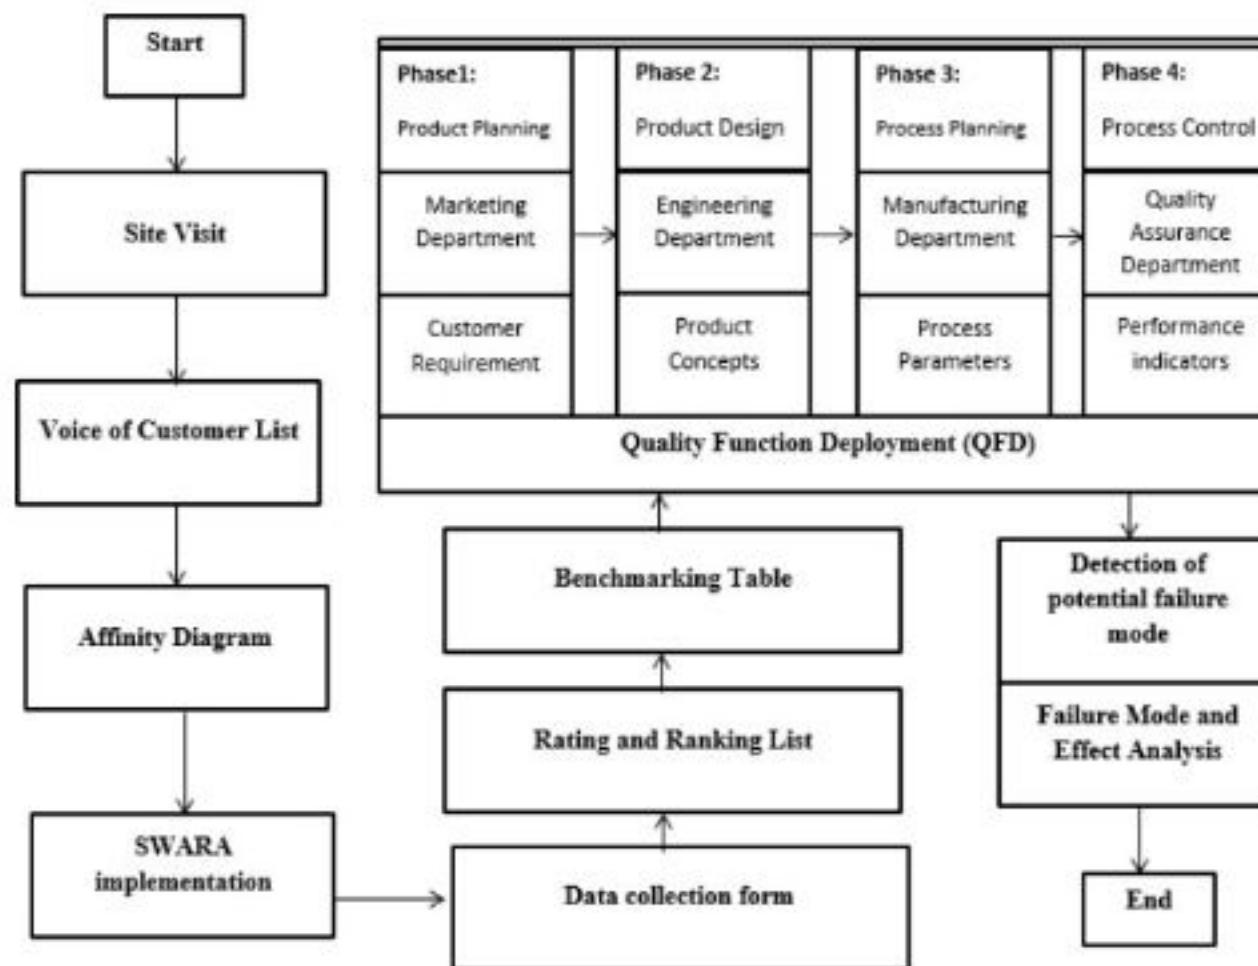 Start
Site Visit
Voice of Customer List
Affinity Diagram
SWARA
implementation
Data collection form
Rating and Ranking List
Benchmarking Table
Phase1:
Product Planning
Marketing
Department
Customer
Requirement
Phase 2:
Product Design
Engineering
Department
Product
Concepts
Phase 3:
Process Planning
Manufacturing
Department
Process
Parameters
Phase 4:
Process Control
Quality
Assurance
Department
Performance
indicators
Quality Function Deployment (QFD)
Detection of
potential failure
mode
Failure Mode and
Effect Analysis
End